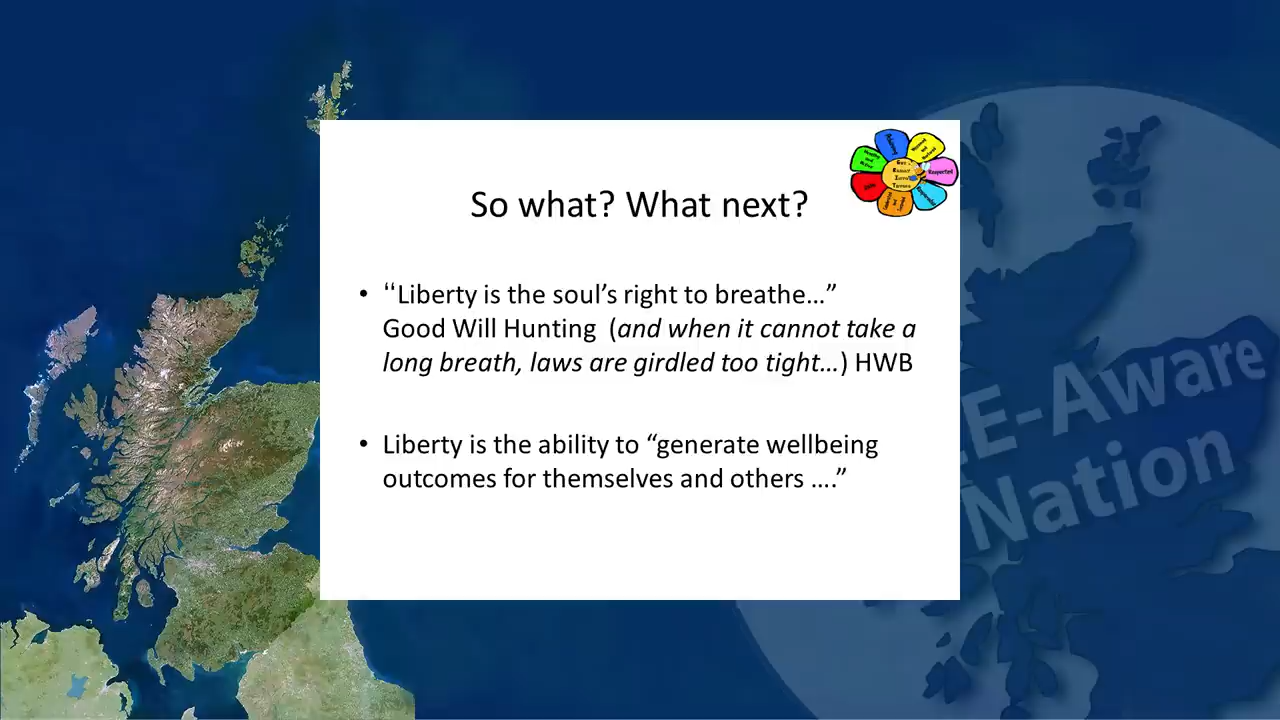 So what? What next?
• “Liberty is the soul’s right to breathe…”
Good Will Hunting (and when it cannot take a
long breath, laws are girdled too tight…) HWB
• Liberty is the ability to “generate wellbeing
outcomes for themselves and others ….”
E-Aware
Nation